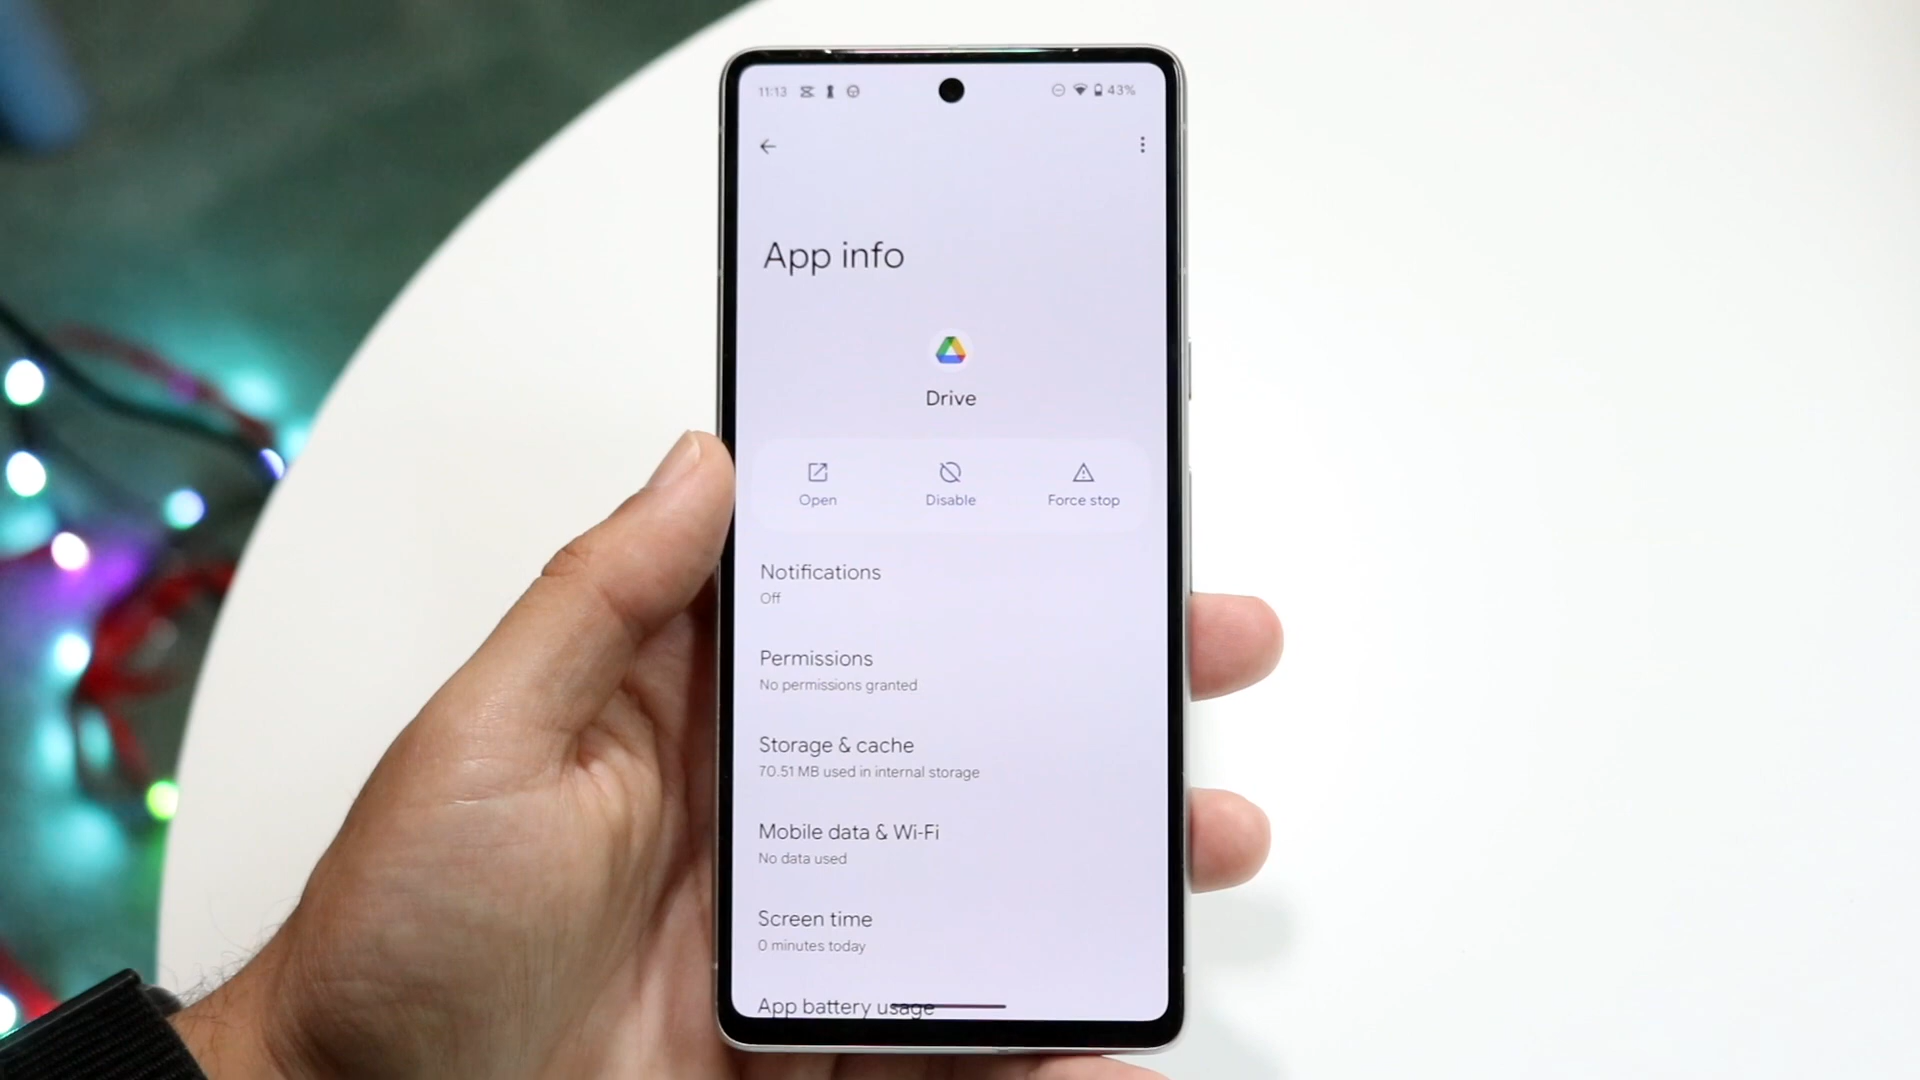 11:13 43%
App info
Drive
Open Disable Force stop
Notifications
Off
Permissions
No permissions granted
Storage & cache
70.51 MB used in internal storage
Mobile data & Wi-Fi
No data used
Screen time
0 minutes today
App battery usage